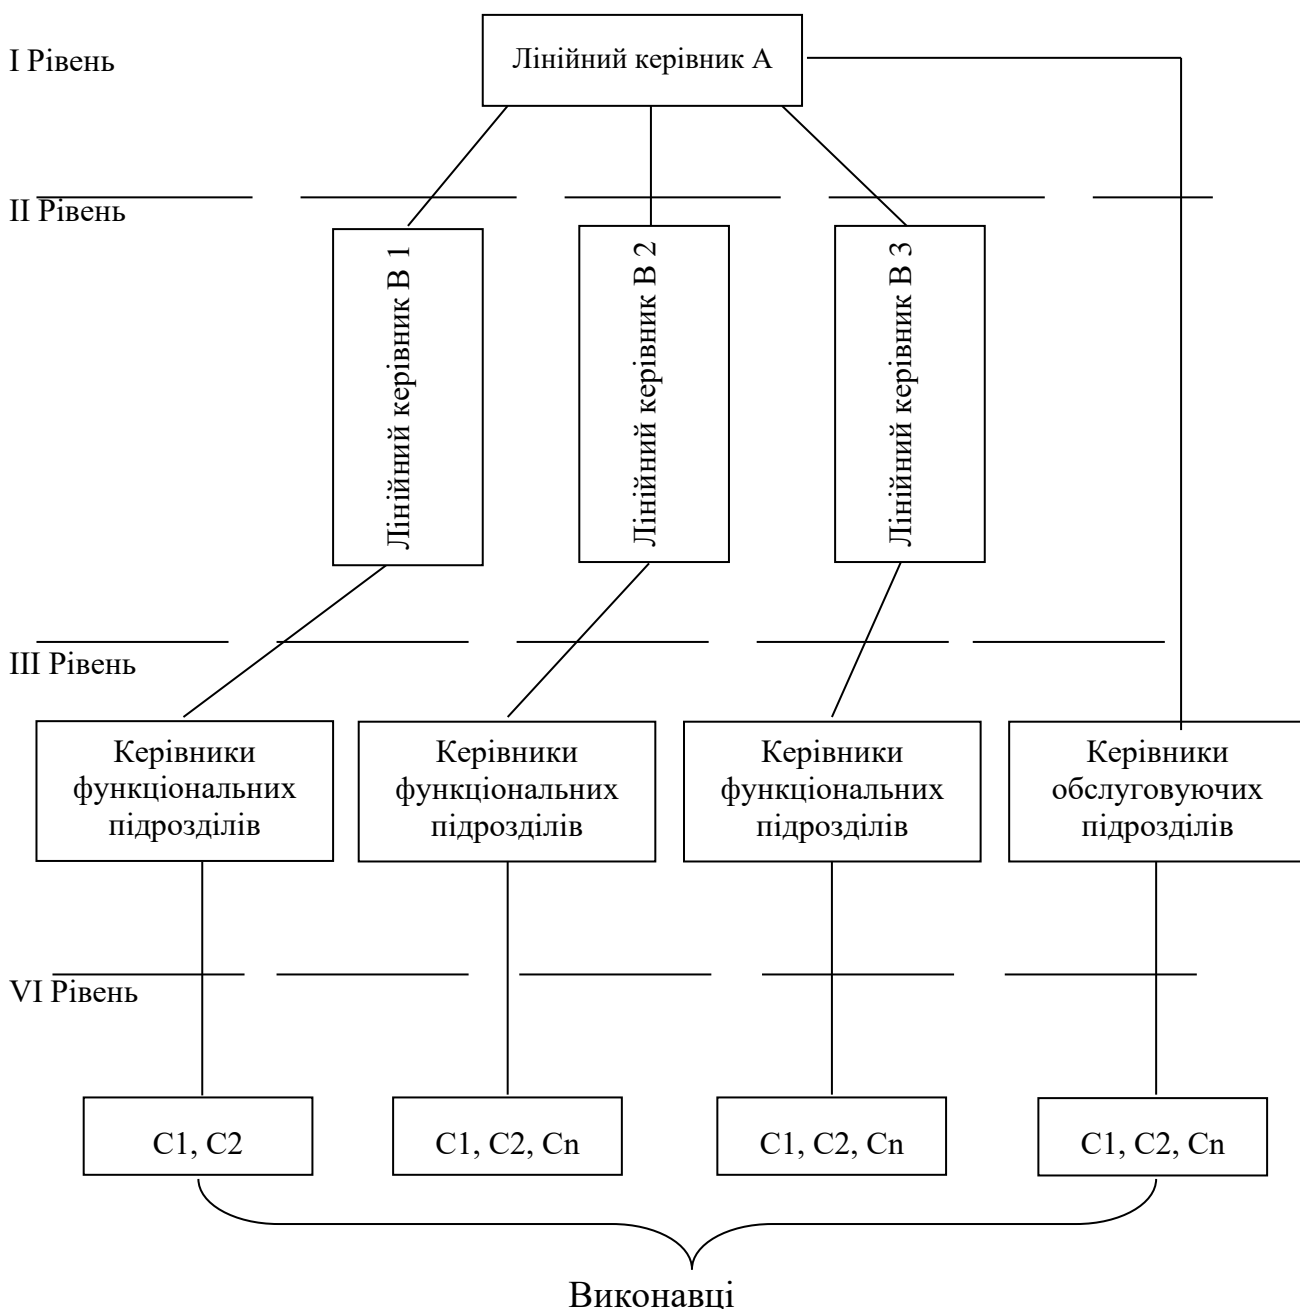 І Рівень
Лінійний керівник А
ІІ Рівень
Лінійний керівник В 1
Лінійний керівник В 2
Лінійний керівник В 3
ІІІ Рівень
Керівники
функціональних
підрозділів
Керівники
функціональних
підрозділів
Керівники
функціональних
підрозділів
Керівники
обслуговуючих
підрозділів
VІ Рівень
С1, С2
С1, С2, Сn
С1, С2, Сn
С1, С2, Сn
Виконавці